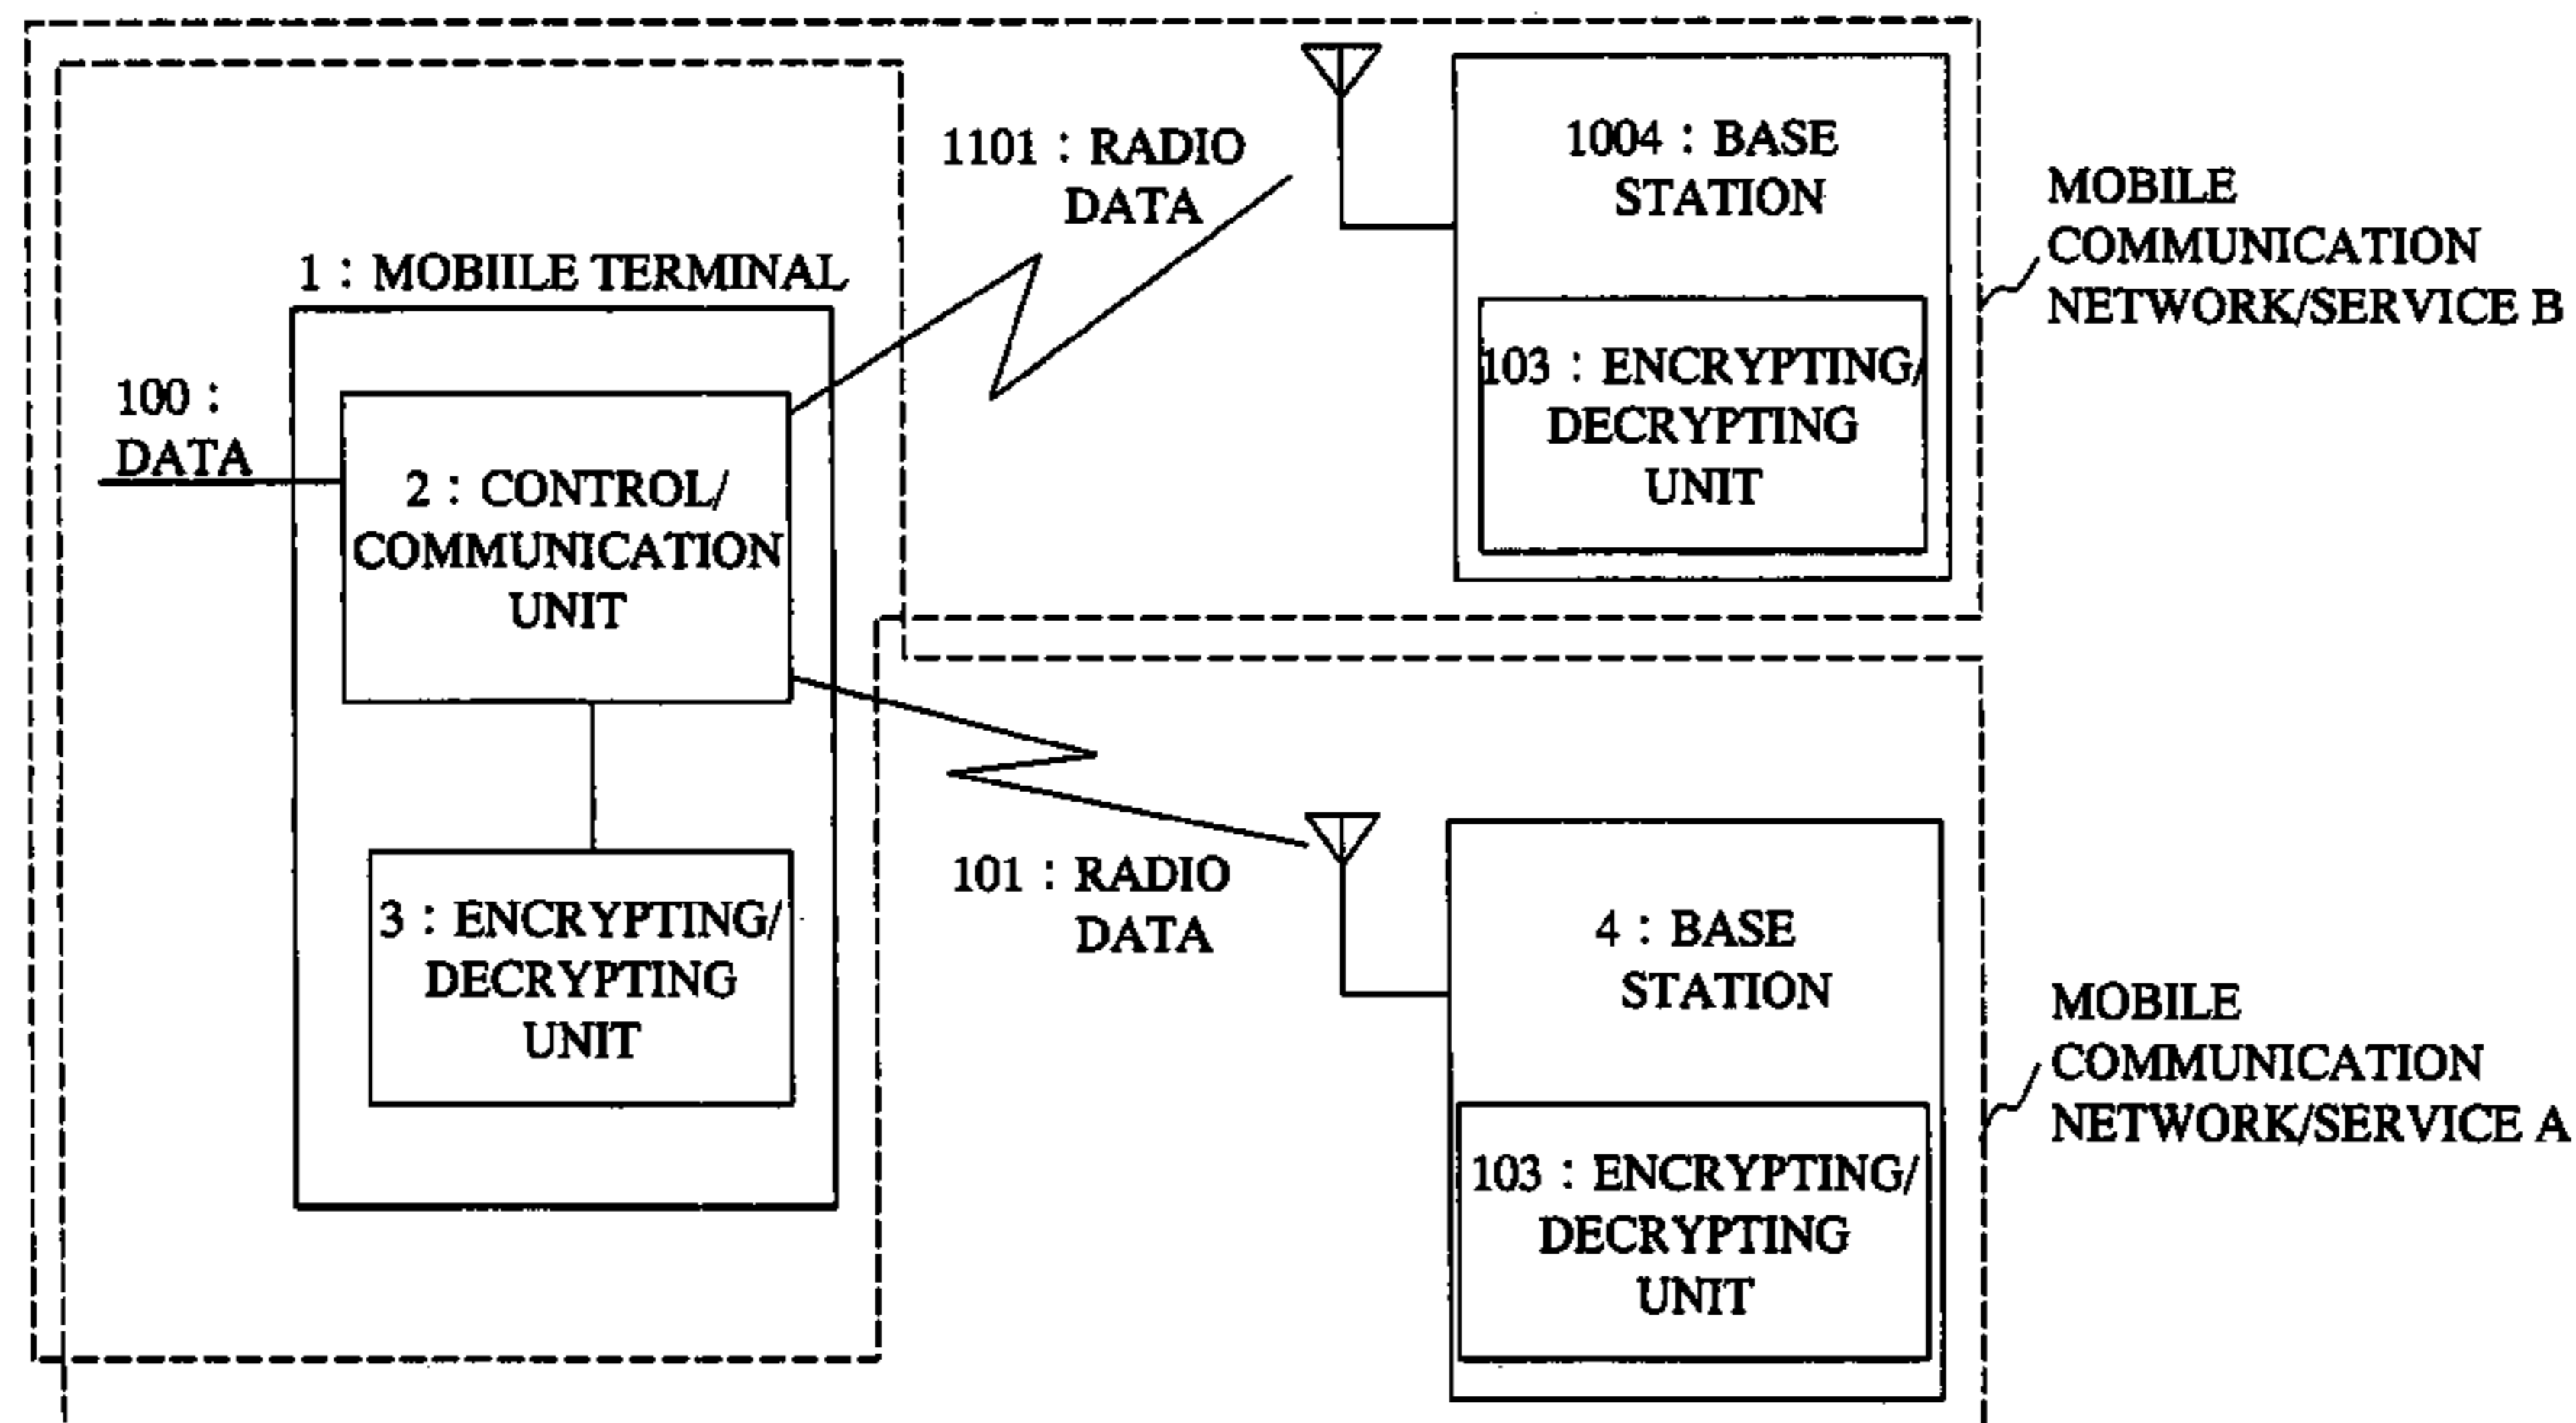 1101 : RADIO
DATA
1004 : BASE
STATION
103 : ENCRYPTING/
DECRYPTING
UNIT
MOBILE
COMMUNICATION
NETWORK/SERVICE B
1 : MOBIILE TERMINAL
100 :
DATA
2 : CONTROL/
COMMUNICATION
UNIT
3 : ENCRYPTING/
DECRYPTING
UNIT
101 : RADIO
DATA
4 : BASE
STATION
103 : ENCRYPTING/
DECRYPTING
UNIT
MOBILE
COMMUNICATION
NETWORK/SERVICE A